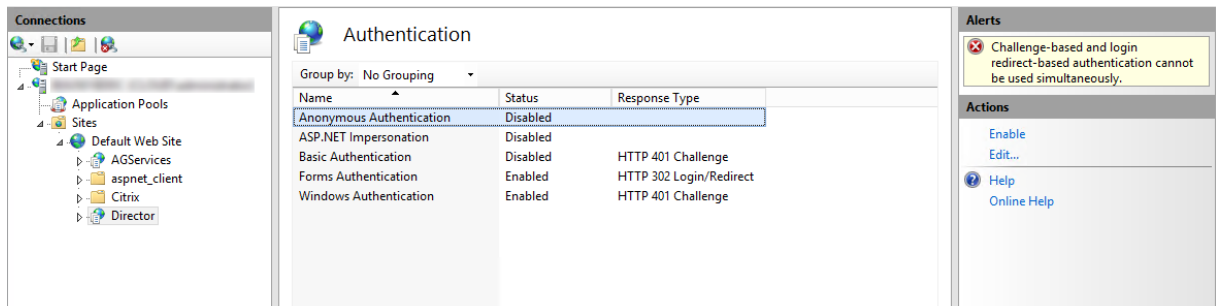 Connections
Start Page
Application Pools
Sites
Default Web Site
AGServices
aspnet_client
Citrix
Director
Authentication
Group by: No Grouping
Name Status Response Type
Anonymous Authentication Disabled
ASP.NET Impersonation Disabled
Basic Authentication Disabled HTTP 401 Challenge
Forms Authentication Enabled HTTP 302 Login/Redirect
Windows Authentication Enabled HTTP 401 Challenge
Alerts
Challenge-based and login
redirect-based authentication cannot
be used simultaneously.
Actions
Enable
Edit...
Help
Online Help